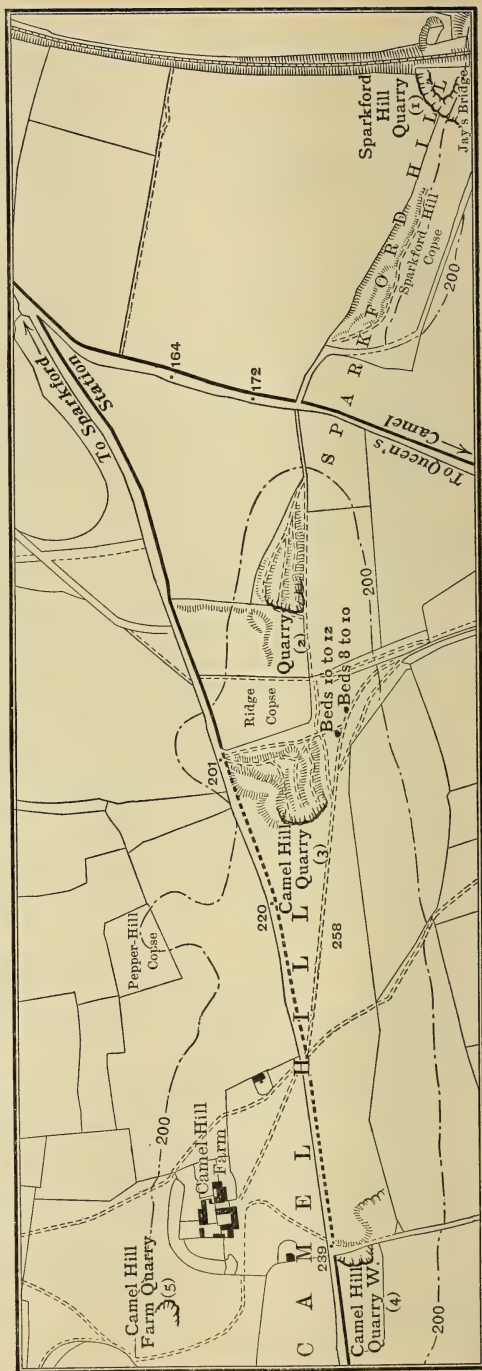 Camel Hill
Farm Quarry
(5)
200
Camel Hill
Farm
Pepper-Hill
Copse
To Sparkford
Station
CAMEL HILL
239
220
201
258
Camel Hill
Quarry W.
(4)
200
Camel Hill
Quarry
(3)
Ridge
Copse
Quarry
(2)
Beds 10 to 12
Beds 8 to 10
200
164
172
To Queen's
Camel
SPARKFORD HILL
Sparkford Hill
Copse
200
Sparkford
Hill
Quarry
(1)
Jay's Bridge